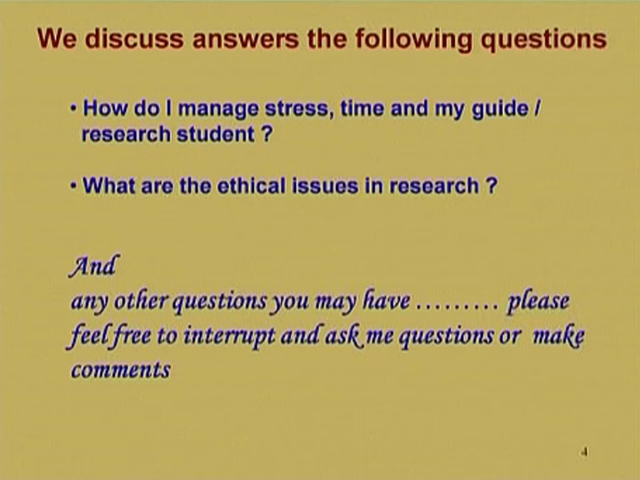 We discuss answers the following questions
• How do I manage stress, time and my guide /
research student ?
• What are the ethical issues in research ?
And
any other questions you may have ......... please
feel free to interrupt and ask me questions or make
comments
4